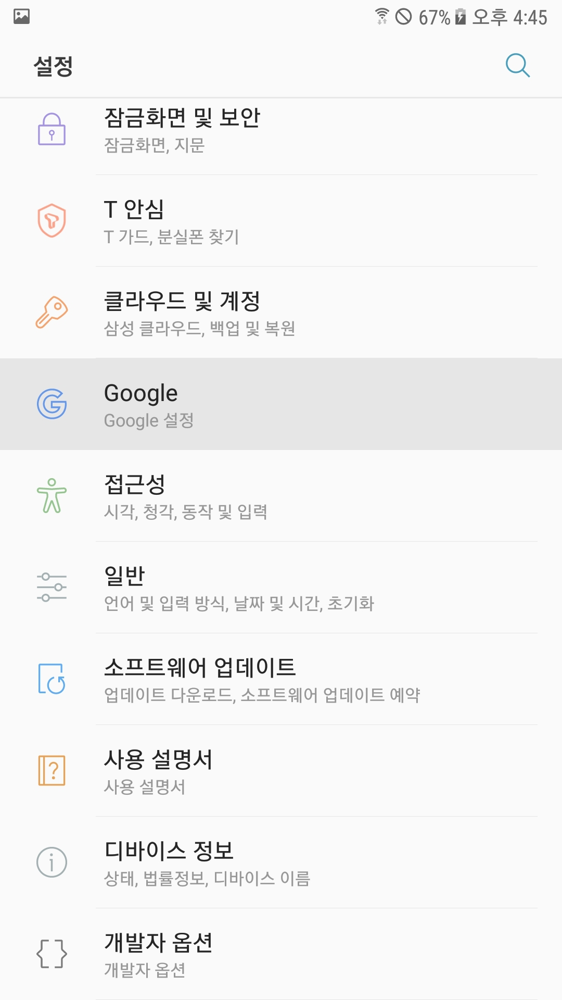 67% 오후 4:45
설정
잠금화면 및 보안
잠금화면, 지문
T 안심
T 가드, 분실폰 찾기
클라우드 및 계정
삼성 클라우드, 백업 및 복원
Google
Google 설정
접근성
시각, 청각, 동작 및 입력
일반
언어 및 입력 방식, 날짜 및 시간, 초기화
소프트웨어 업데이트
업데이트 다운로드, 소프트웨어 업데이트 예약
사용 설명서
사용 설명서
디바이스 정보
상태, 법률정보, 디바이스 이름
개발자 옵션
개발자 옵션